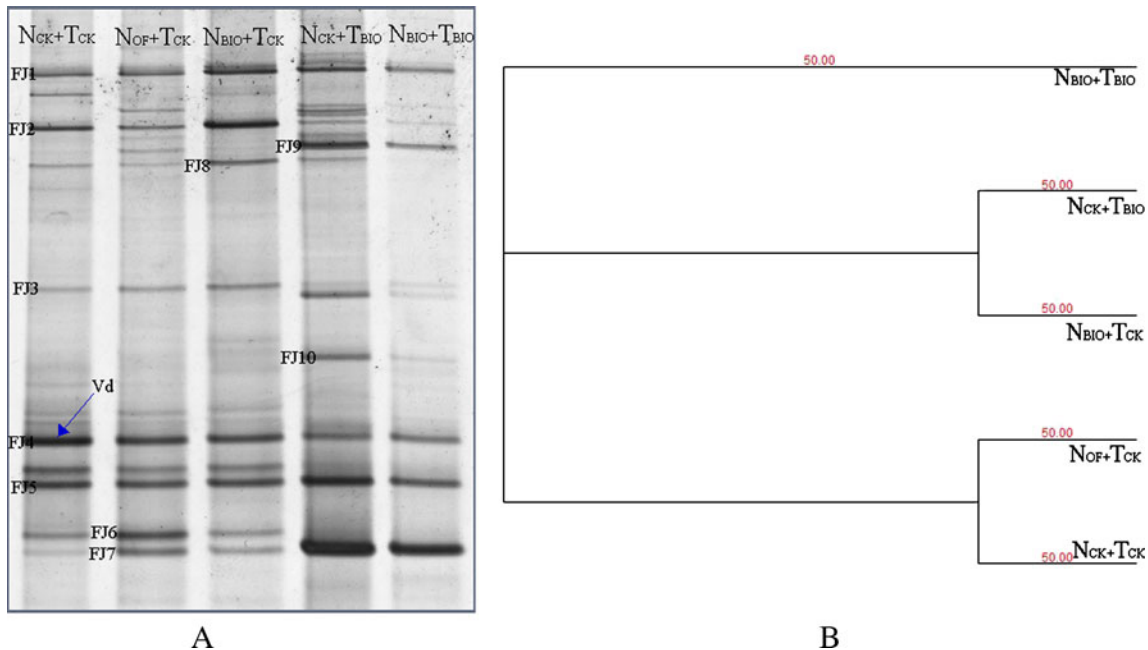 NCK+TCK NOF+TCK NBIO+TCK NCK+TBIO NBIO+TBIO
FJ1
FJ2
FJ9
FJ8
FJ3
FJ10
Vd
FJ4
FJ5
FJ6
FJ7
A
50.00
NBIO+TBIO
50.00
NCK+TBIO
50.00
NBIO+TCK
50.00
NOF+TCK
NCK+TCK
50.00
B